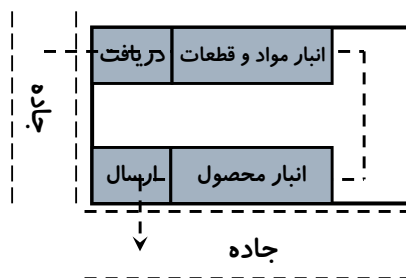 انبار مواد و قطعات
دریافت
جاده
انبار محصول
ارسال
جاده